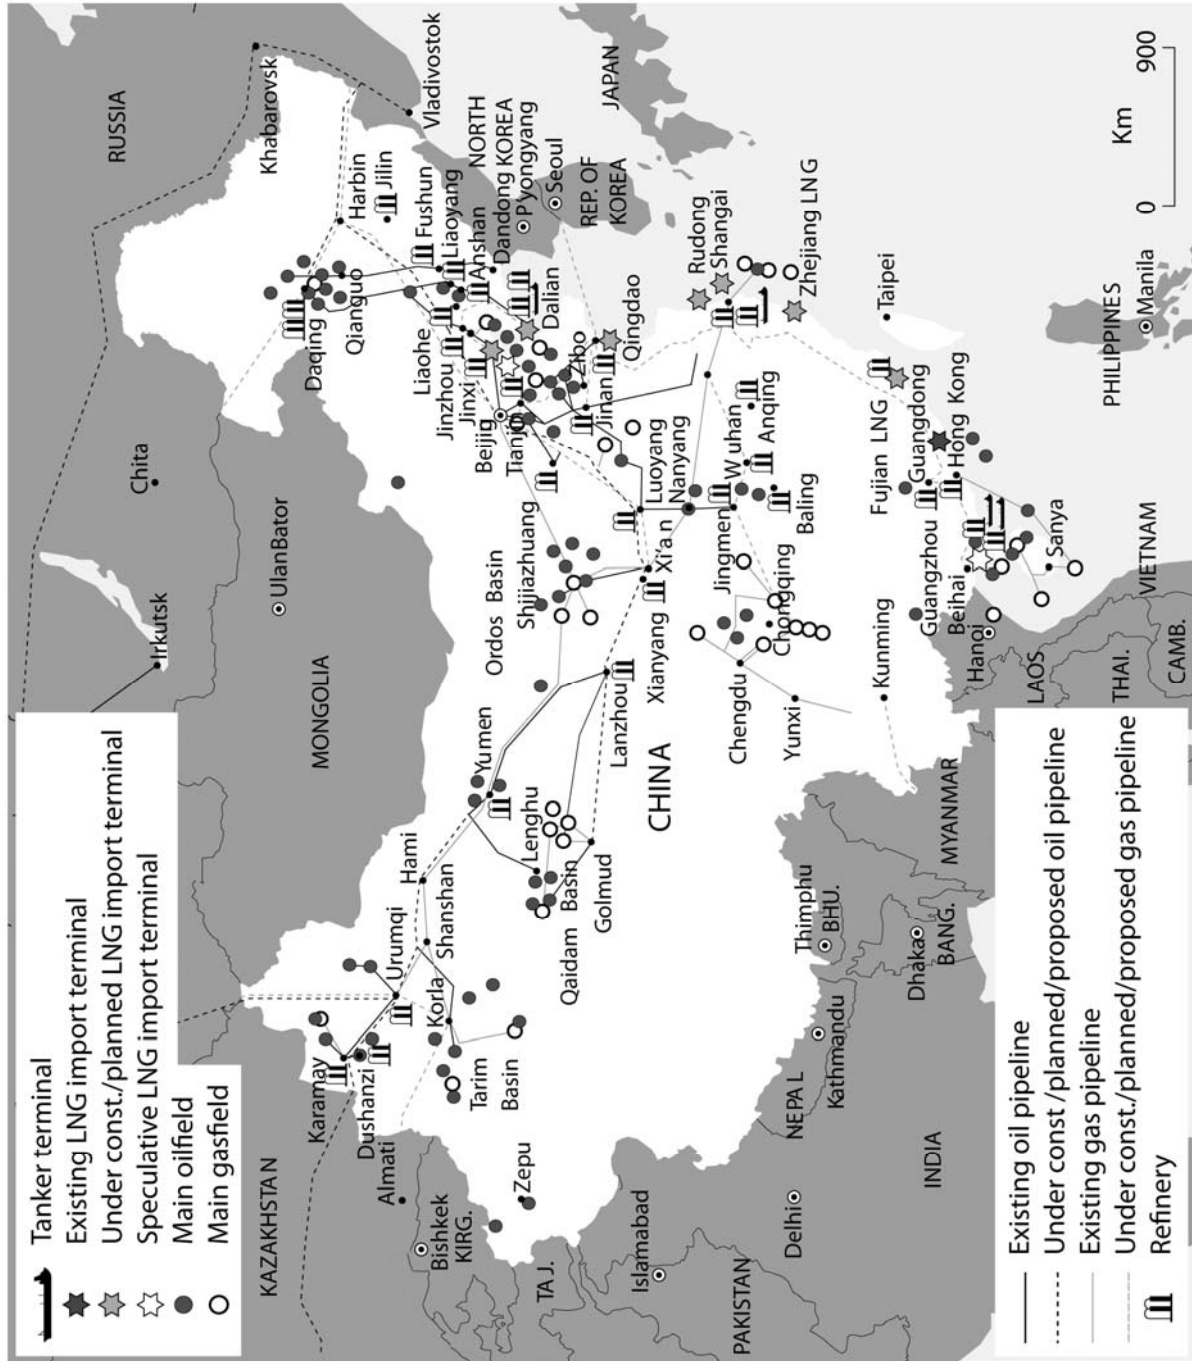 Tanker terminal
Existing LNG import terminal
Under const./planned LNG import terminal
Speculative LNG import terminal
Main oilfield
Main gasfield
RUSSIA
Khabarovsk
Chita
Irkutsk
UlanBator
MONGOLIA
KAZAKHSTAN
Harbin
Jilin
Vladivostok
Daqing
Qianguo
Fushun
Liaoyang
Anshan
NORTH
KOREA
Dandong
Pyongyang
Seoul
REP. OF
KOREA
JAPAN
Liaohe
Jinzhou
Jinxi
Beijig
Tianjin
Dalian
Zibo
Jinan
Qingdao
Shijiazhuang
Ordos Basin
Karamay
Dushanzi
Almati
Bishkek
KIRG.
TAJ.
Urumqi
Shanshan
Hami
Korla
Tarim
Basin
Zepu
Yumen
Lenghu
Qaidam
Basin
Golmud
Lanzhou
Xianyang
Xi'a n
Luoyang
Nanyang
CHINA
Rudong
Shangai
Zhejiang LNG
Jingmen
W uhan
Anqing
Baling
Chengdu
Chongqing
Yunxi
Kunming
Taipei
Fujian LNG
Guangdong
Hong Kong
Guangzhou
Beihai
Sanya
Hanoi
LAOS
THAI.
CAMB.
VIETNAM
PHILIPPINES
Manila
MYANMAR
Thimphu
BHU.
Dhaka
BANG.
NEPAL
Kathmandu
INDIA
Delhi
Islamabad
PAKISTAN
Km
0
900
Existing oil pipeline
Under const /planned/proposed oil pipeline
Existing gas pipeline
Under const./planned/proposed gas pipeline
Refinery